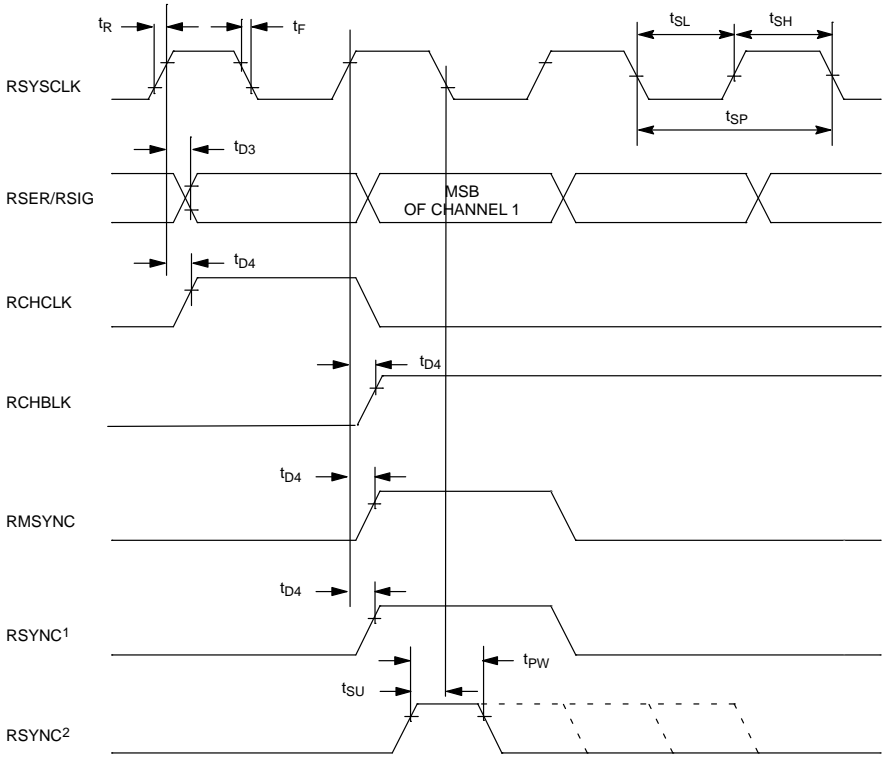 tR
tF
tSL
tSH
RSYSCLK
tSP
tD3
RSER/RSIG
MSB
OF CHANNEL 1
tD4
RCHCLK
tD4
RCHBLK
tD4
RMSYNC
tD4
RSYNC1
tPW
tSU
RSYNC2